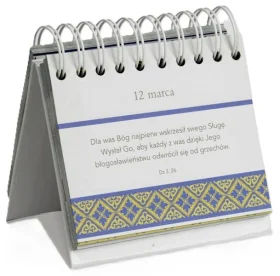 12 marca
Dla was Bóg najpierw wskrzesił swego Sługę.
Wysłał Go, aby każdy z was dzięki Jego
błogosławieństwu odwrócił się od grzechów.
Dz 3, 26